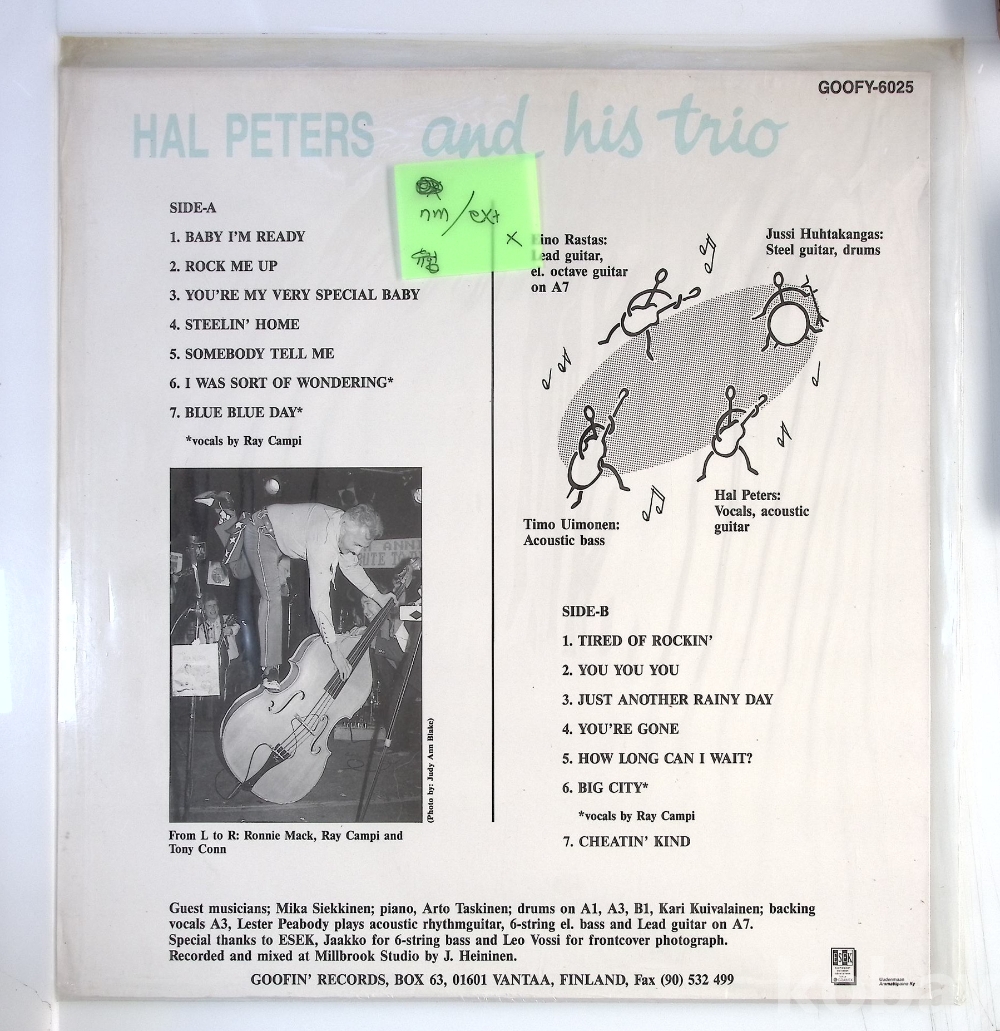 GOOFY-6025
HAL PETERS and his trio
nm/ext
x
SIDE-A
1. BABY I'M READY
2. ROCK ME UP
3. YOU'RE MY VERY SPECIAL BABY
4. STEELIN' HOME
5. SOMEBODY TELL ME
6. I WAS SORT OF WONDERING*
7. BLUE BLUE DAY*
*vocals by Ray Campi
ino Rastas:
Lead guitar,
el. octave guitar
on A7
Jussi Huhtakangas:
Steel guitar, drums
Timo Uimonen:
Acoustic bass
Hal Peters:
Vocals, acoustic
guitar
ANNI
UTE TO
(Photo by: Judy Ann Blake)
From L to R: Ronnie Mack, Ray Campi and
Tony Conn
SIDE-B
1. TIRED OF ROCKIN'
2. YOU YOU YOU
3. JUST ANOTHER RAINY DAY
4. YOU'RE GONE
5. HOW LONG CAN I WAIT?
6. BIG CITY*
*vocals by Ray Campi
7. CHEATIN' KIND
Guest musicians; Mika Siekkinen; piano, Arto Taskinen; drums on A1, A3, B1, Kari Kuivalainen; backing
vocals A3, Lester Peabody plays acoustic rhythmguitar, 6-string el. bass and Lead guitar on A7.
Special thanks to ESEK, Jaakko for 6-string bass and Leo Vossi for frontcover photograph.
Recorded and mixed at Millbrook Studio by J. Heininen.
GOOFIN' RECORDS, BOX 63, 01601 VANTAA, FINLAND, Fax (90) 532 499
ESEK
Uudenmaan